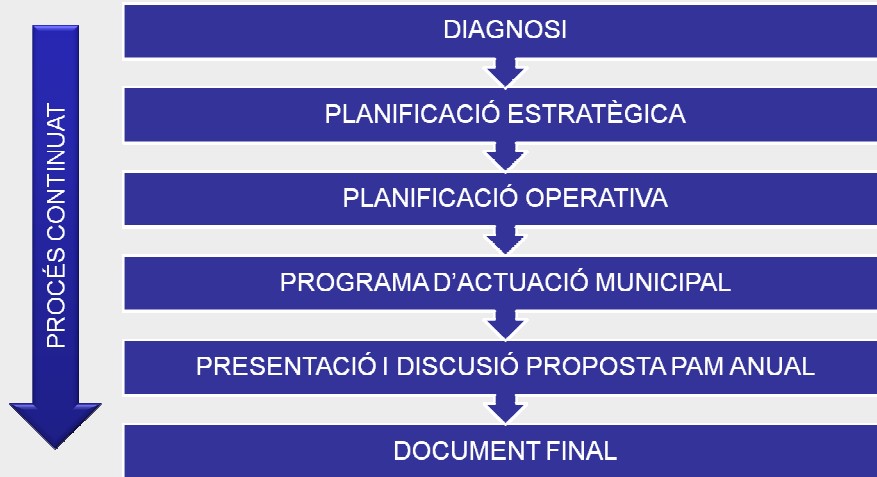 PROCÉS CONTINUAT
DIAGNOSI
PLANIFICACIÓ ESTRATÈGICA
PLANIFICACIÓ OPERATIVA
PROGRAMA D’ACTUACIÓ MUNICIPAL
PRESENTACIÓ I DISCUSIÓ PROPOSTA PAM ANUAL
DOCUMENT FINAL